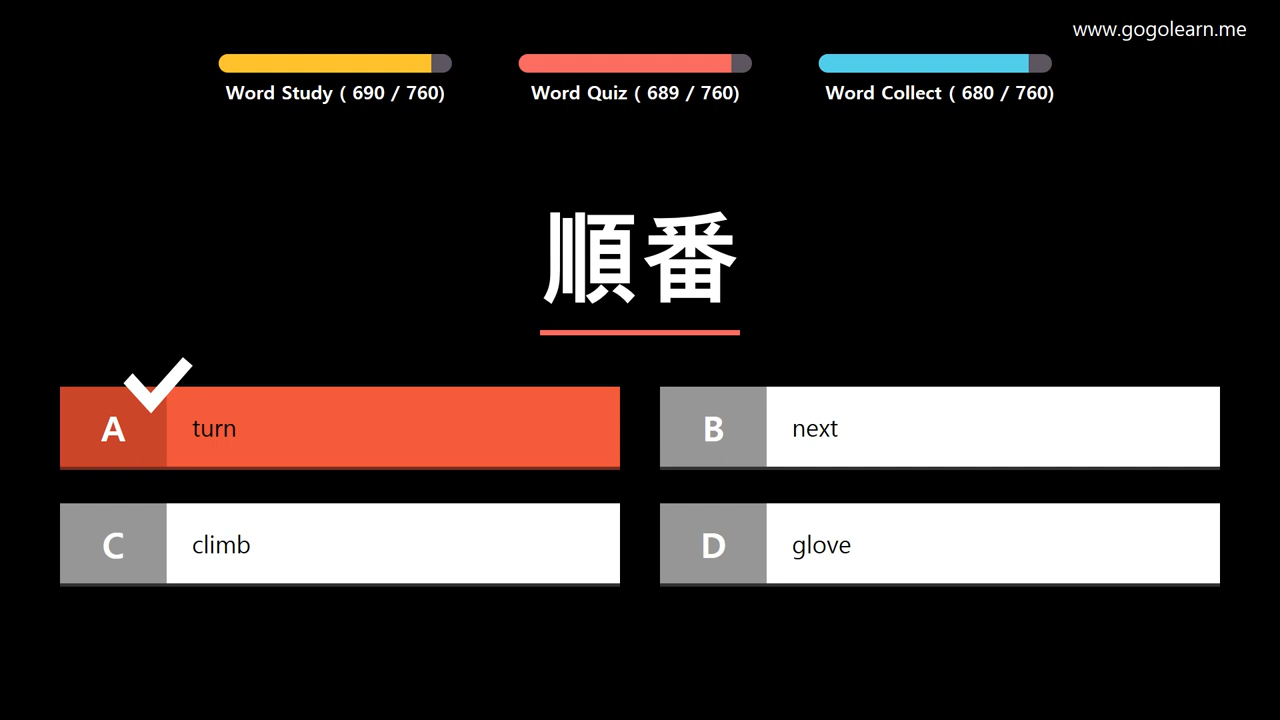 www.gogolearn.me
Word Study ( 690 / 760)
Word Quiz ( 689 / 760)
Word Collect ( 680 / 760)
順番
A turn
B next
C climb
D glove